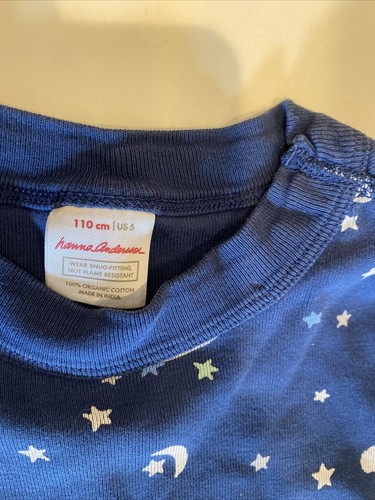 110 cm | US 5
hanna Andersson
WEAR SNUG-FITTING,
NOT FLAME RESISTANT
100% ORGANIC COTTON
MADE IN INDIA